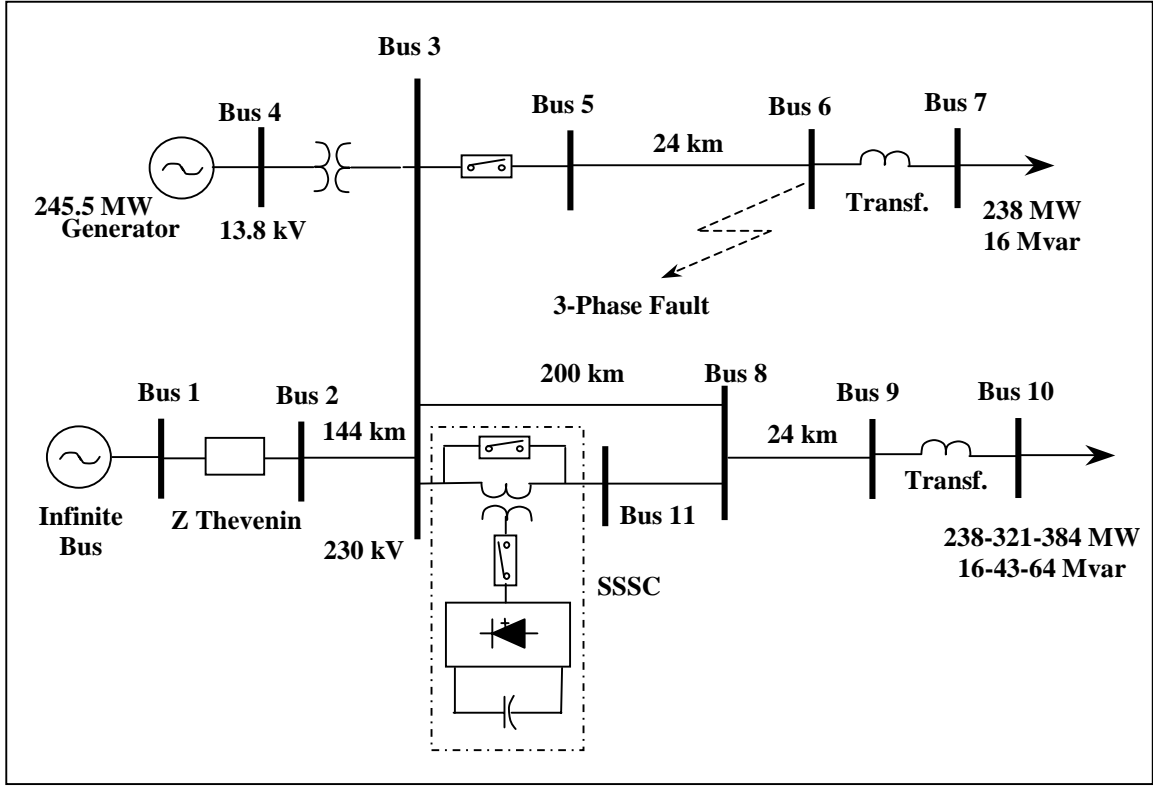 Bus 3
Bus 4
Bus 5
Bus 6
Bus 7
24 km
245.5 MW
Generator
13.8 kV
Transf.
238 MW
16 Mvar
3-Phase Fault
200 km
Bus 8
Bus 1
Bus 2
144 km
Bus 9
Bus 10
24 km
Transf.
Infinite
Bus
Z Thevenin
230 kV
Bus 11
SSSC
238-321-384 MW
16-43-64 Mvar
+